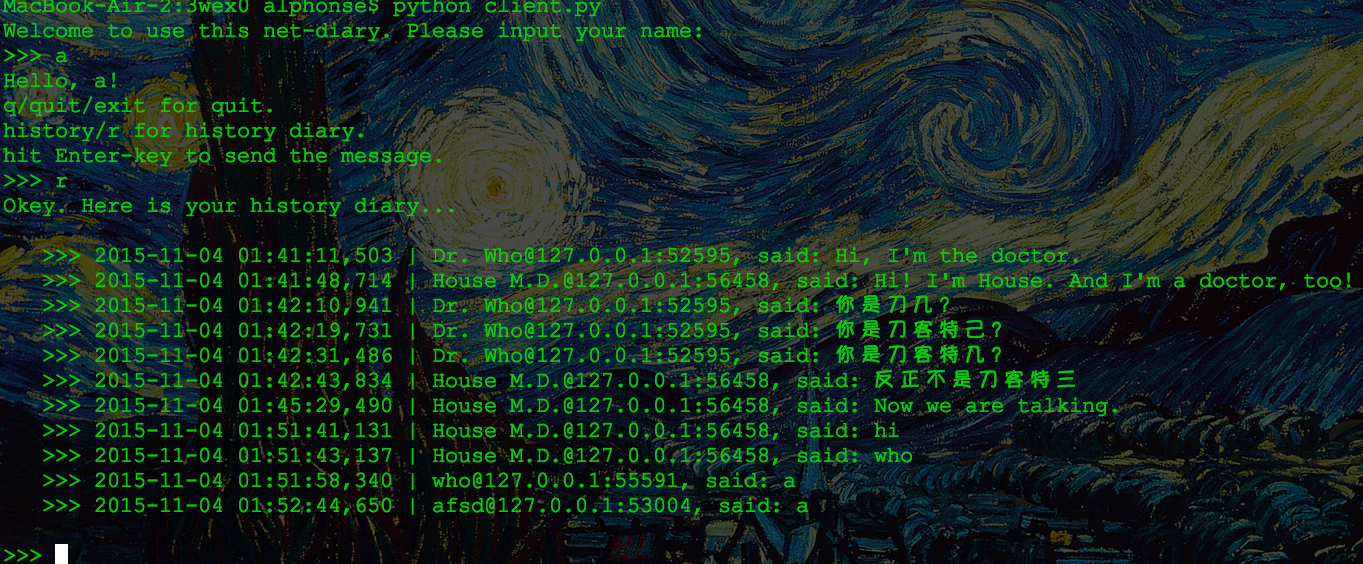 MacBook-Air-2:3wex0 alphonse$ python client.py
Welcome to use this net-diary. Please input your name:
>>> a
Hello, a!
q/quit/exit for quit.
history/r for history diary.
hit Enter-key to send the message.
>>> r
Okey. Here is your history diary...
>>> 2015-11-04 01:41:11,503 | Dr. Who@127.0.0.1:52595, said: Hi, I'm the doctor.
>>> 2015-11-04 01:41:48,714 | House M.D.@127.0.0.1:56458, said: Hi! I'm House. And I'm a doctor, too!
>>> 2015-11-04 01:42:10,941 | Dr. Who@127.0.0.1:52595, said: 你是刀几?
>>> 2015-11-04 01:42:19,731 | Dr. Who@127.0.0.1:52595, said: 你是刀客特己?
>>> 2015-11-04 01:42:31,486 | Dr. Who@127.0.0.1:52595, said: 你是刀客特几?
>>> 2015-11-04 01:42:43,834 | House M.D.@127.0.0.1:56458, said: 反正不是刀客特三
>>> 2015-11-04 01:45:29,490 | House M.D.@127.0.0.1:56458, said: Now we are talking.
>>> 2015-11-04 01:51:41,131 | House M.D.@127.0.0.1:56458, said: hi
>>> 2015-11-04 01:51:43,137 | House M.D.@127.0.0.1:56458, said: who
>>> 2015-11-04 01:51:58,340 | who@127.0.0.1:55591, said: a
>>> 2015-11-04 01:52:44,650 | afsd@127.0.0.1:53004, said: a
>>>